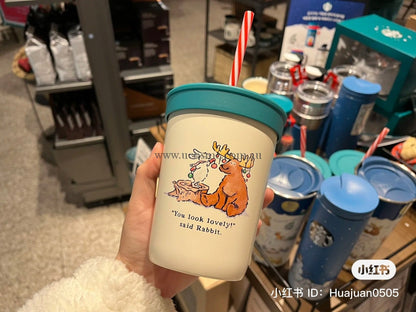 "You look lovely!"
said Rabbit.
小红书
小红书 ID: Huajuan0505